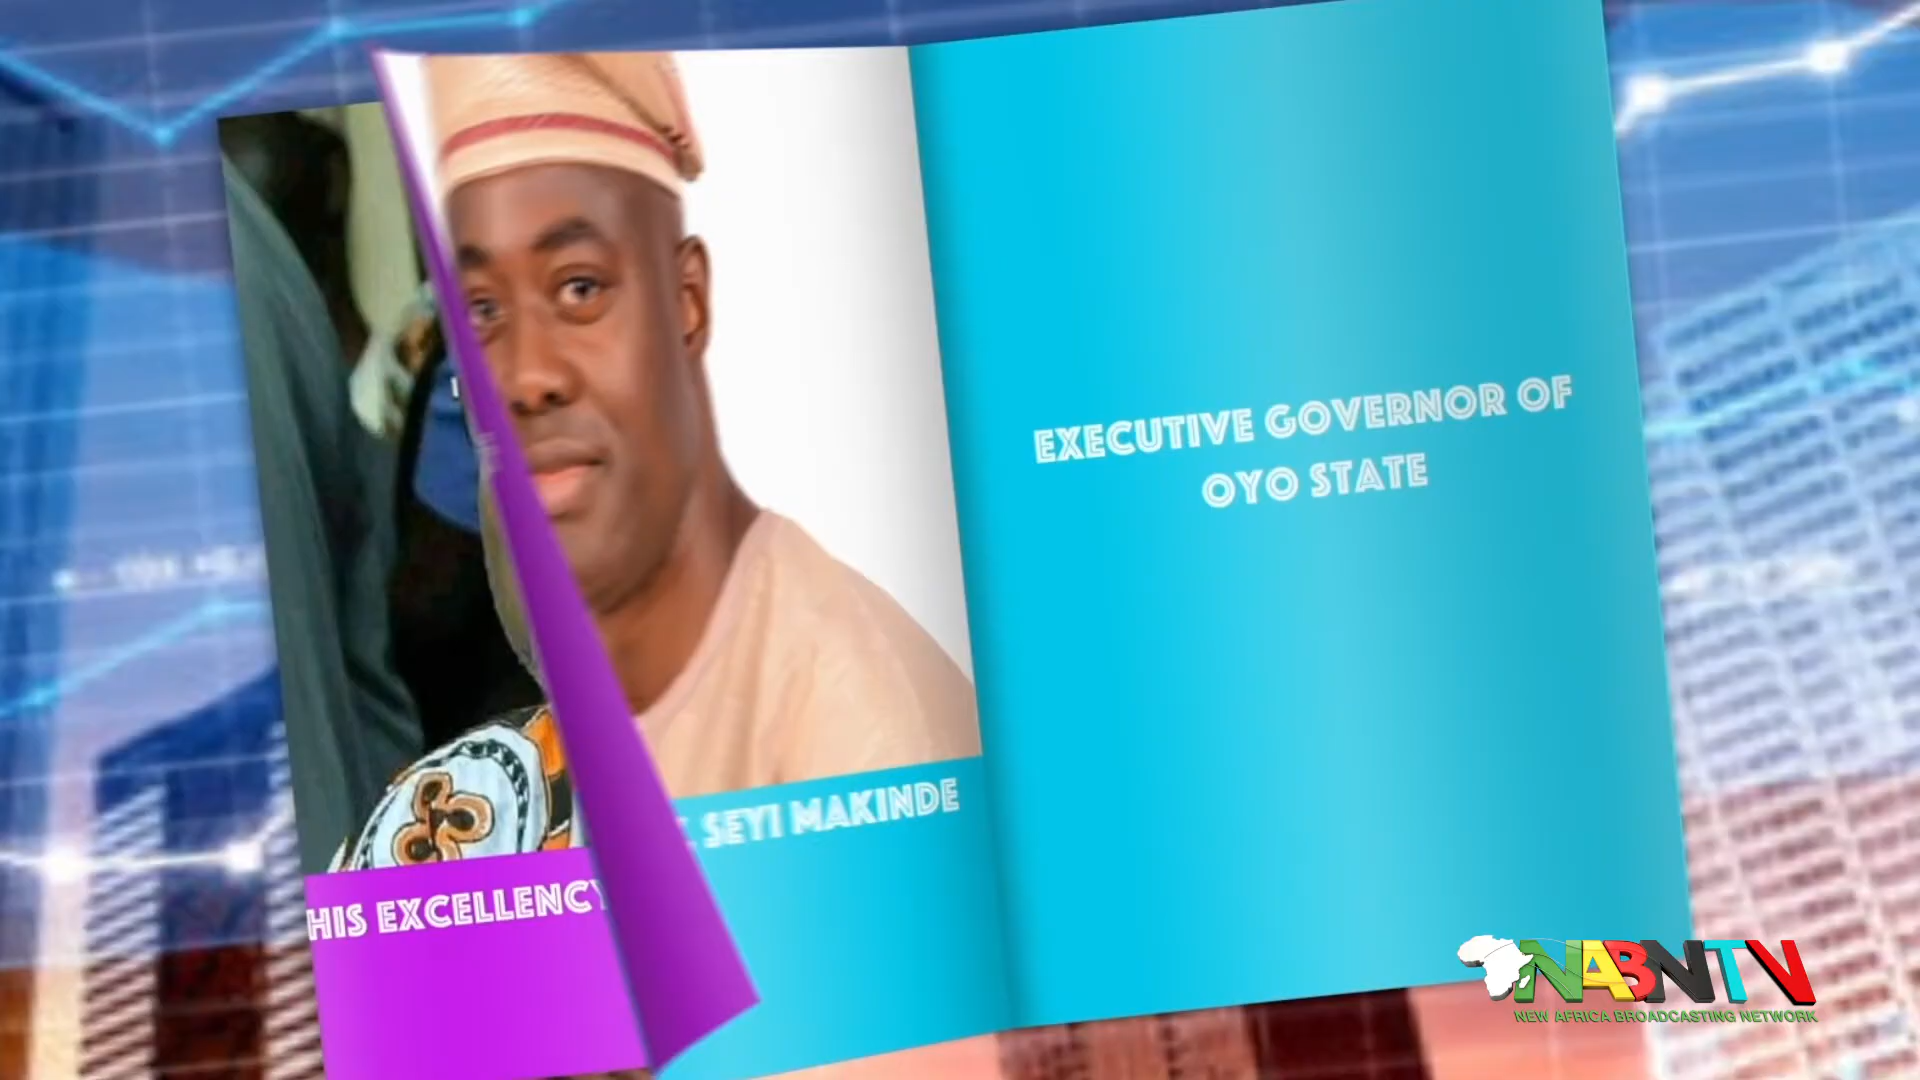 EXECUTIVE GOVERNOR OF
OYO STATE
SEYI MAKINDE
HIS EXCELLENCY
NABNTV
NEW AFRICA BROADCASTING NETWORK